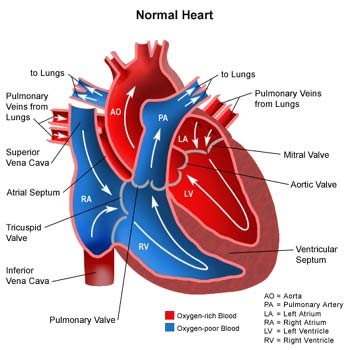 Normal Heart
to Lungs
to Lungs
Pulmonary
Veins from
Lungs
Pulmonary Veins
from Lungs
AO
PA
LA
Superior
Vena Cava
Mitral Valve
Atrial Septum
Aortic Valve
RA
LV
Tricuspid
Valve
RV
Ventricular
Septum
Inferior
Vena Cava
Pulmonary Valve
Oxygen-rich Blood
Oxygen-poor Blood
AO = Aorta
PA = Pulmonary Artery
LA = Left Atrium
RA = Right Atrium
LV = Left Ventricle
RV = Right Ventricle